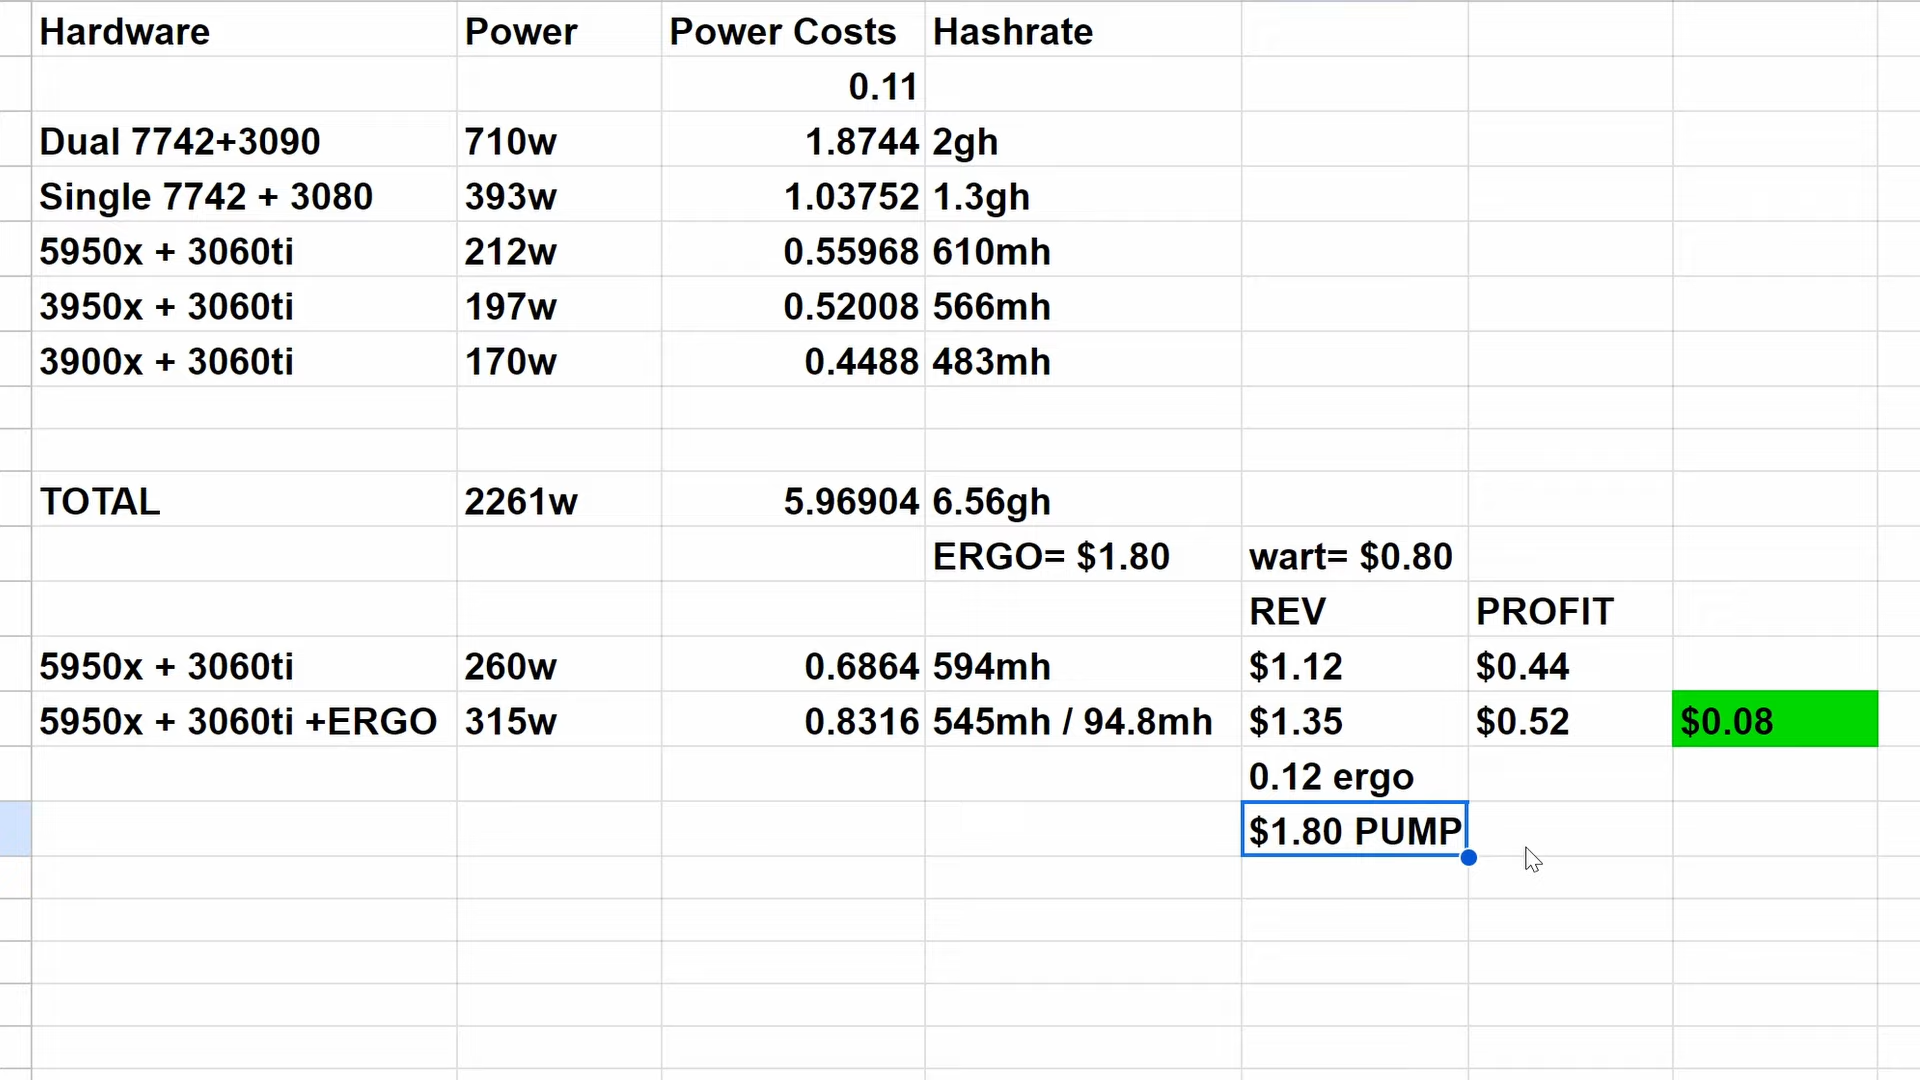 Hardware Power Power Costs Hashrate
0.11
Dual 7742+3090 710w 1.8744 2gh
Single 7742 + 3080 393w 1.03752 1.3gh
5950x + 3060ti 212w 0.55968 610mh
3950x + 3060ti 197w 0.52008 566mh
3900x + 3060ti 170w 0.4488 483mh
TOTAL 2261w 5.96904 6.56gh
ERGO= $1.80 wart= $0.80
REV PROFIT
5950x + 3060ti 260w 0.6864 594mh $1.12 $0.44
5950x + 3060ti +ERGO 315w 0.8316 545mh / 94.8mh $1.35 $0.52 $0.08
0.12 ergo
$1.80 PUMP